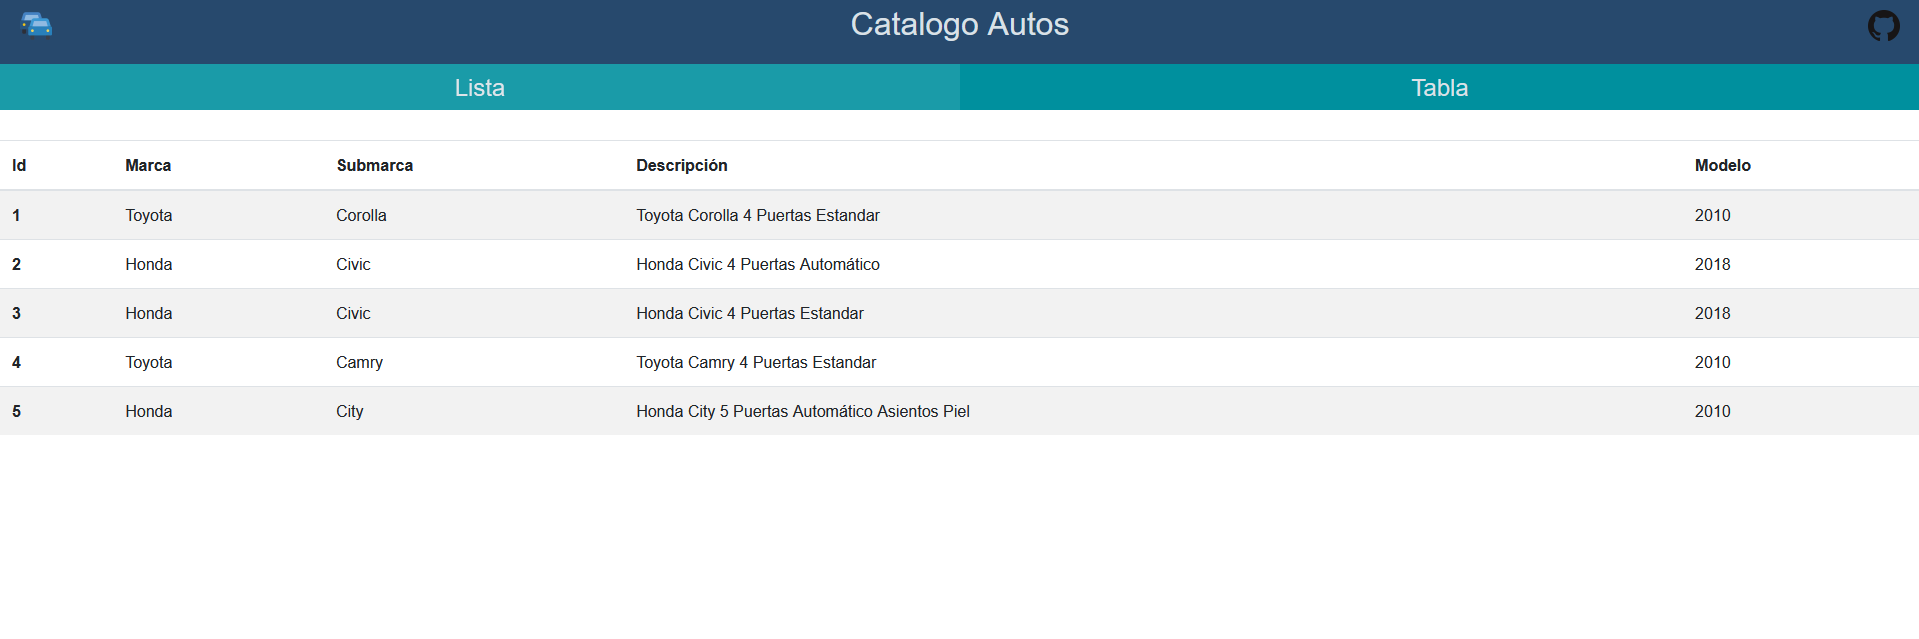 Catalogo Autos
Lista Tabla
Id Marca Submarca Descripción Modelo
1 Toyota Corolla Toyota Corolla 4 Puertas Estandar 2010
2 Honda Civic Honda Civic 4 Puertas Automático 2018
3 Honda Civic Honda Civic 4 Puertas Estandar 2018
4 Toyota Camry Toyota Camry 4 Puertas Estandar 2010
5 Honda City Honda City 5 Puertas Automático Asientos Piel 2010